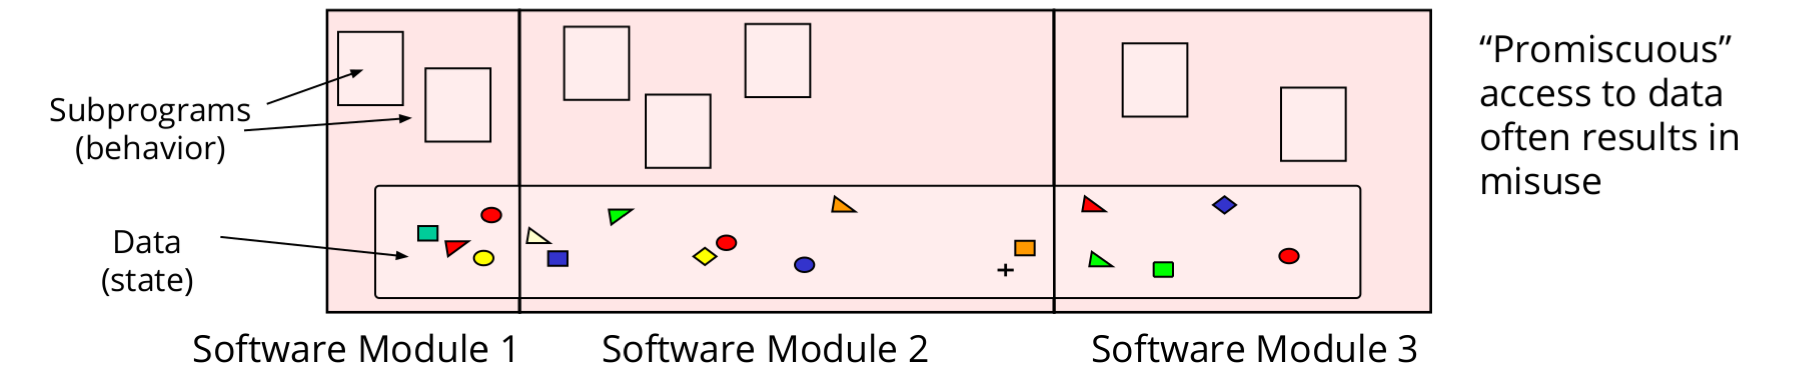 Subprograms
(behavior)
Data
(state)
Software Module 1
Software Module 2
Software Module 3
“Promiscuous”
access to data
often results in
misuse